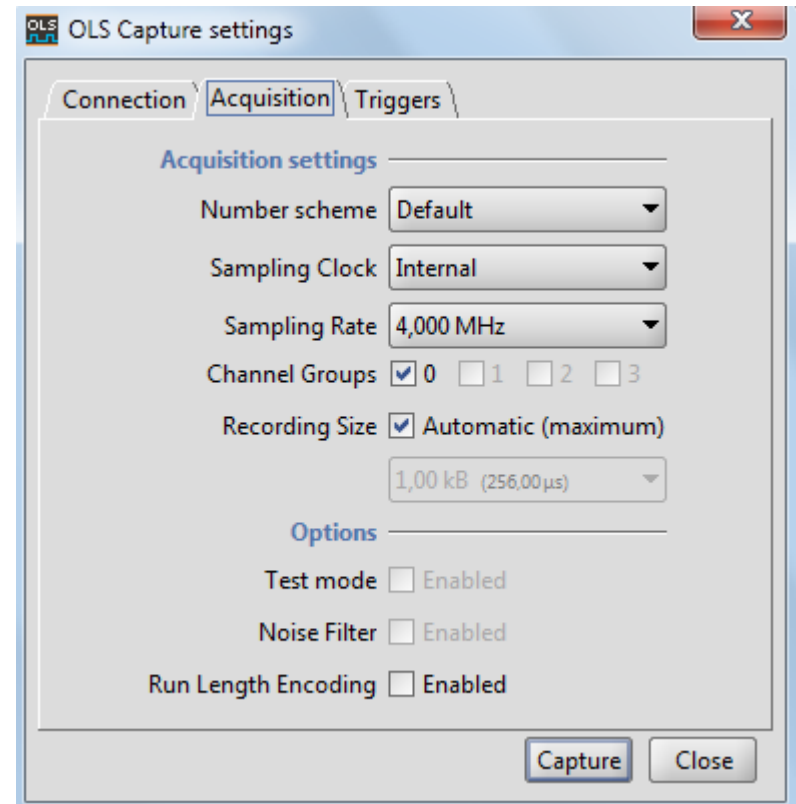 OLS OLS Capture settings
Connection Acquisition Triggers
Acquisition settings
Number scheme Default
Sampling Clock Internal
Sampling Rate 4,000 MHz
Channel Groups 0 1 2 3
Recording Size Automatic (maximum)
1,00 kB (256,00µs)
Options
Test mode Enabled
Noise Filter Enabled
Run Length Encoding Enabled
Capture Close